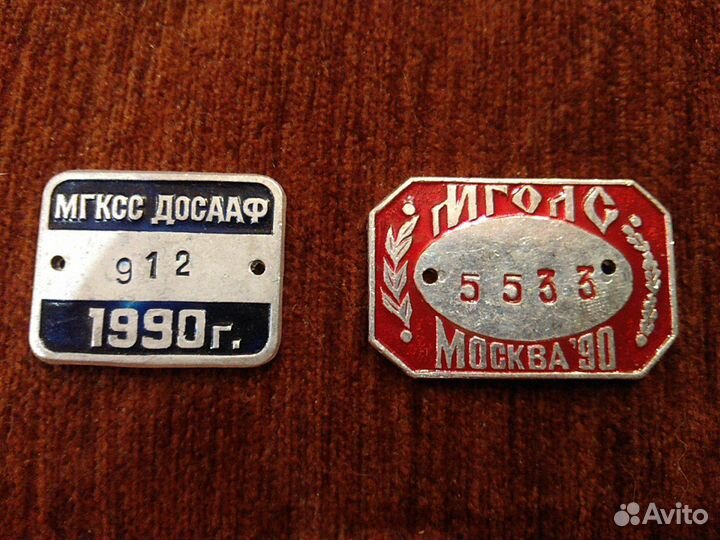 МГКСС ДОСААФ
912
1990г.
МГОЛС
5533
МОСКВА '90
Avito